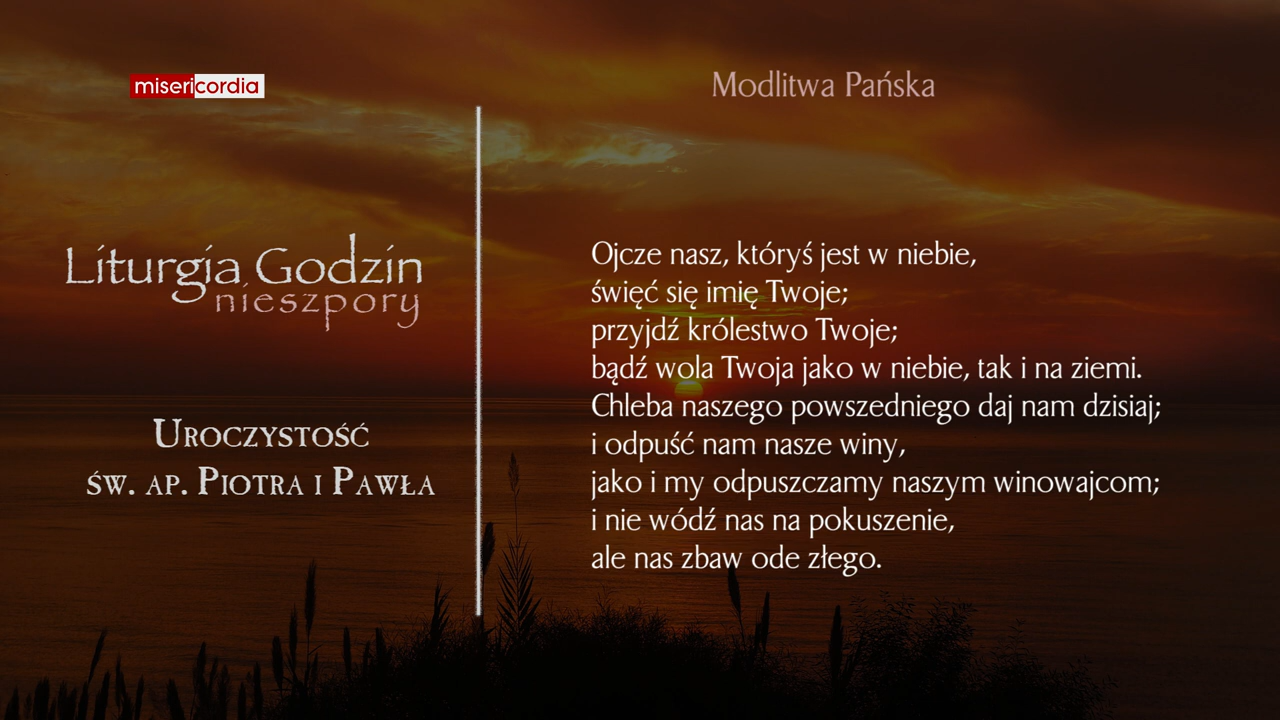 misericordia
Liturgia Godzin
nieszpory
Uroczystość
św. ap. Piotra i Pawła
Modlitwa Pańska
Ojcze nasz, któryś jest w niebie,
święć się imię Twoje;
przyjdź królestwo Twoje;
bądź wola Twoja jako w niebie, tak i na ziemi.
Chleba naszego powszedniego daj nam dzisiaj;
i odpuść nam nasze winy,
jako i my odpuszczamy naszym winowajcom;
i nie wódź nas na pokuszenie,
ale nas zbaw ode złego.